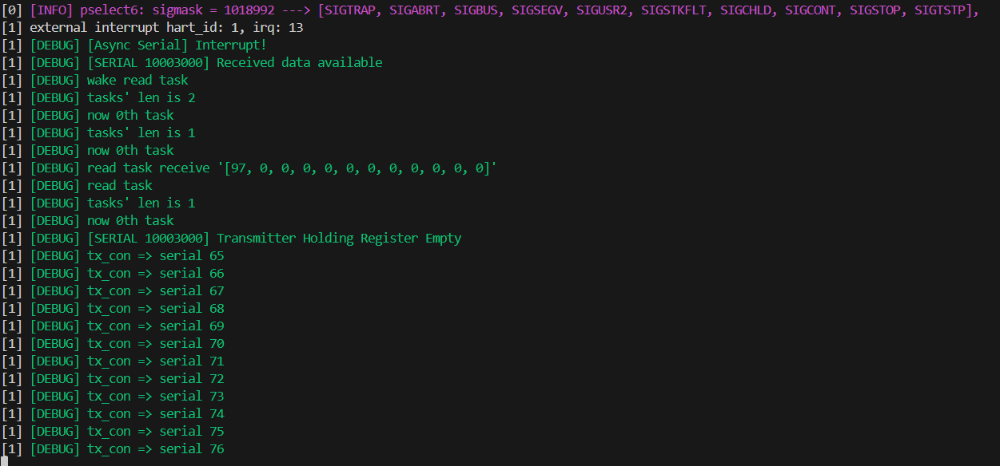 [0] [INFO] pselect6: sigmask = 1018992 ---> [SIGTRAP, SIGABRT, SIGBUS, SIGSEGV, SIGUSR2, SIGSTKFLT, SIGCHLD, SIGCONT, SIGSTOP, SIGTSTP],
[1] external interrupt hart_id: 1, irq: 13
[1] [DEBUG] [Async Serial] Interrupt!
[1] [DEBUG] [SERIAL 10003000] Received data available
[1] [DEBUG] wake read task
[1] [DEBUG] tasks' len is 2
[1] [DEBUG] now 0th task
[1] [DEBUG] tasks' len is 1
[1] [DEBUG] now 0th task
[1] [DEBUG] read task receive '[97, 0, 0, 0, 0, 0, 0, 0, 0, 0, 0, 0]'
[1] [DEBUG] read task
[1] [DEBUG] tasks' len is 1
[1] [DEBUG] now 0th task
[1] [DEBUG] [SERIAL 10003000] Transmitter Holding Register Empty
[1] [DEBUG] tx_con => serial 65
[1] [DEBUG] tx_con => serial 66
[1] [DEBUG] tx_con => serial 67
[1] [DEBUG] tx_con => serial 68
[1] [DEBUG] tx_con => serial 69
[1] [DEBUG] tx_con => serial 70
[1] [DEBUG] tx_con => serial 71
[1] [DEBUG] tx_con => serial 72
[1] [DEBUG] tx_con => serial 73
[1] [DEBUG] tx_con => serial 74
[1] [DEBUG] tx_con => serial 75
[1] [DEBUG] tx_con => serial 76